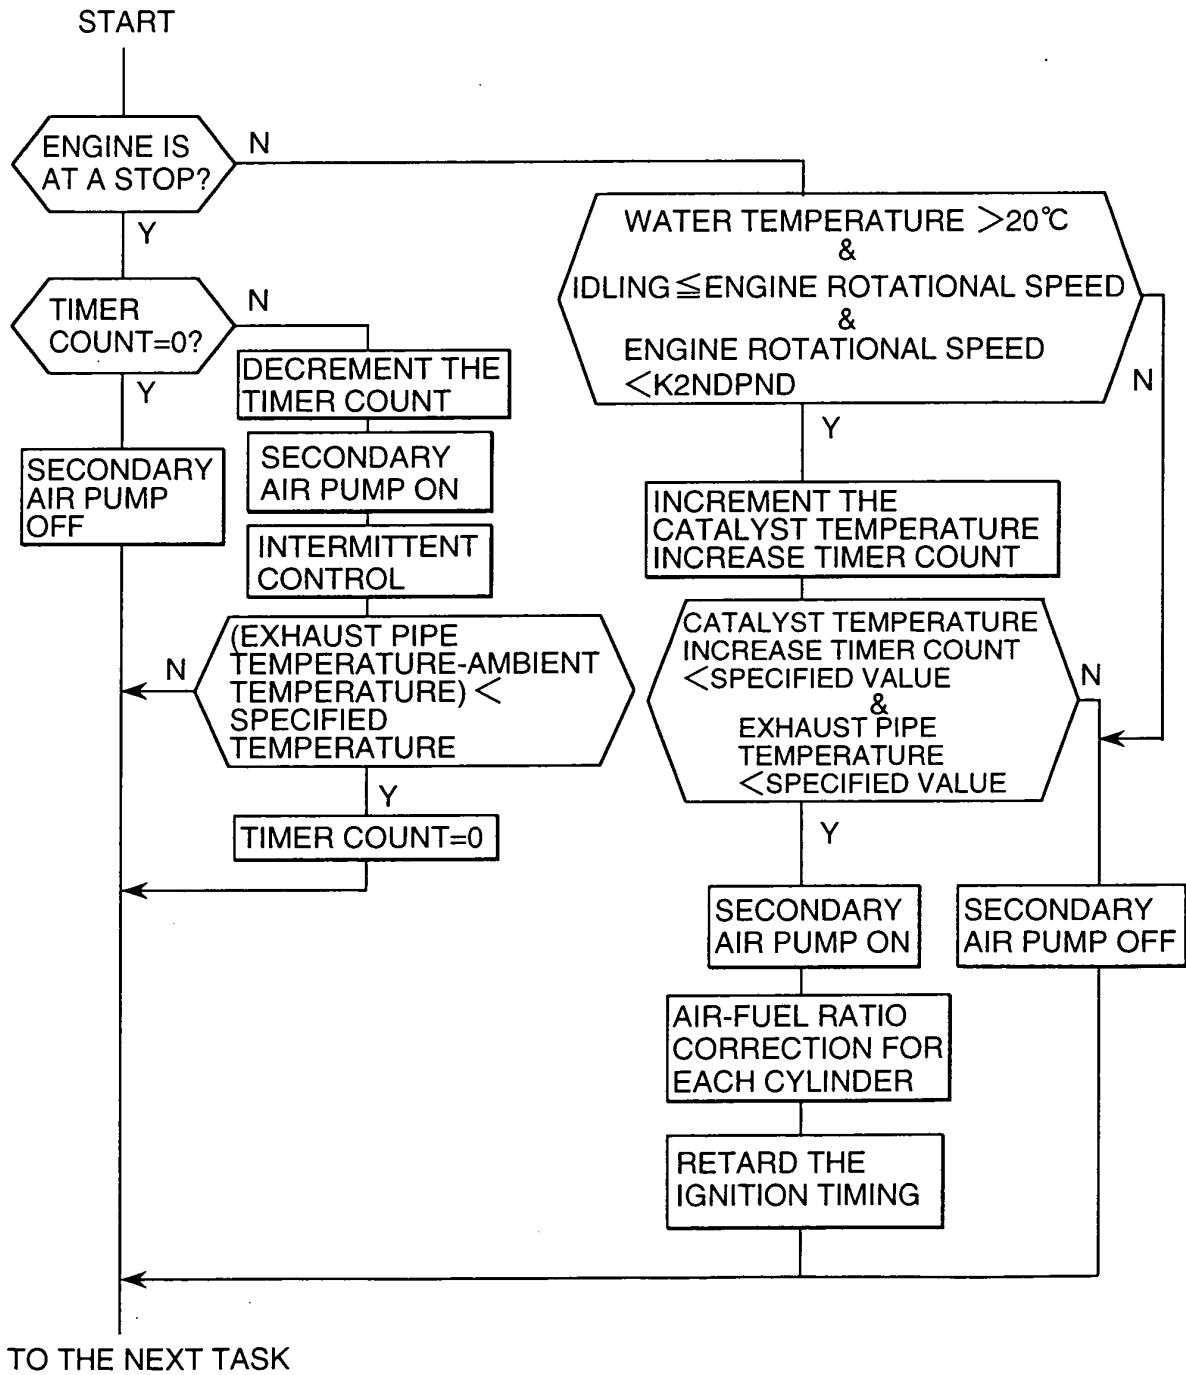 START
ENGINE IS
AT A STOP?
N
Y
TIMER
COUNT=0?
N
Y
SECONDARY
AIR PUMP
OFF
DECREMENT THE
TIMER COUNT
SECONDARY
AIR PUMP ON
INTERMITTENT
CONTROL
(EXHAUST PIPE
TEMPERATURE-AMBIENT
TEMPERATURE) <
SPECIFIED
TEMPERATURE
N
Y
TIMER COUNT=0
WATER TEMPERATURE >20℃
&
IDLING≦ENGINE ROTATIONAL SPEED
&
ENGINE ROTATIONAL SPEED
<K2NDPND
N
Y
INCREMENT THE
CATALYST TEMPERATURE
INCREASE TIMER COUNT
CATALYST TEMPERATURE
INCREASE TIMER COUNT
<SPECIFIED VALUE
&
EXHAUST PIPE
TEMPERATURE
<SPECIFIED VALUE
N
Y
SECONDARY
AIR PUMP ON
SECONDARY
AIR PUMP OFF
AIR-FUEL RATIO
CORRECTION FOR
EACH CYLINDER
RETARD THE
IGNITION TIMING
TO THE NEXT TASK